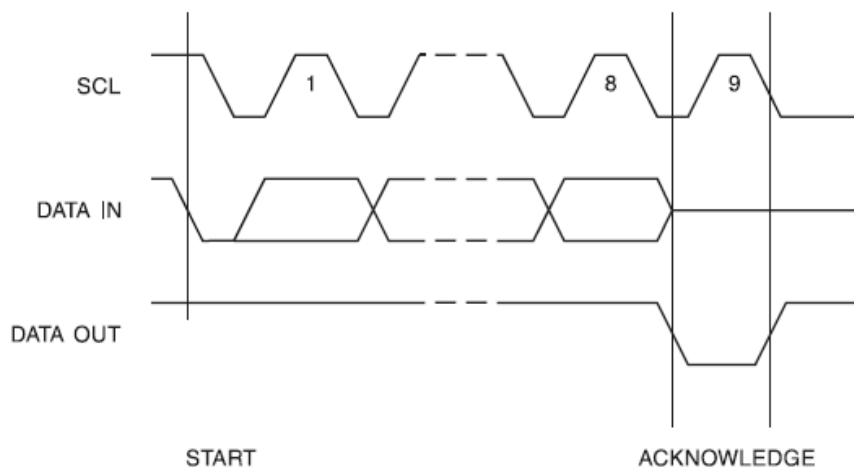 SCL
1
8
9
DATA IN
DATA OUT
START
ACKNOWLEDGE